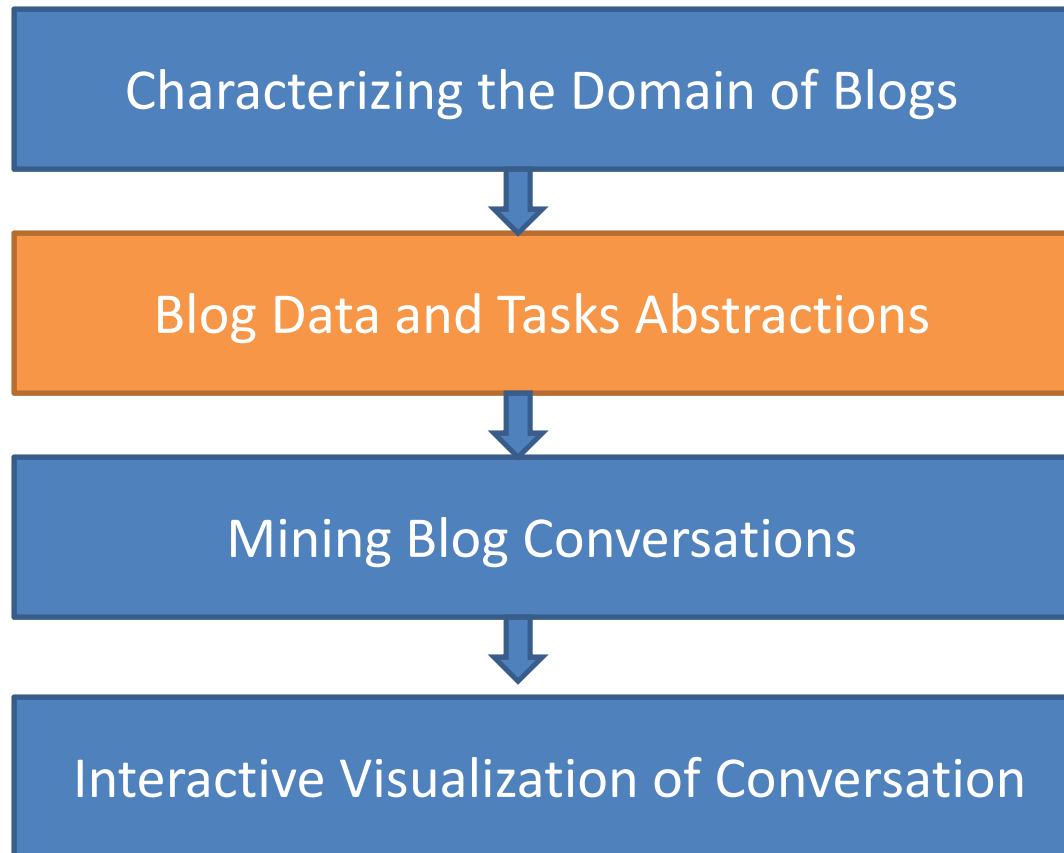 Characterizing the Domain of Blogs
Blog Data and Tasks Abstractions
Mining Blog Conversations
Interactive Visualization of Conversation